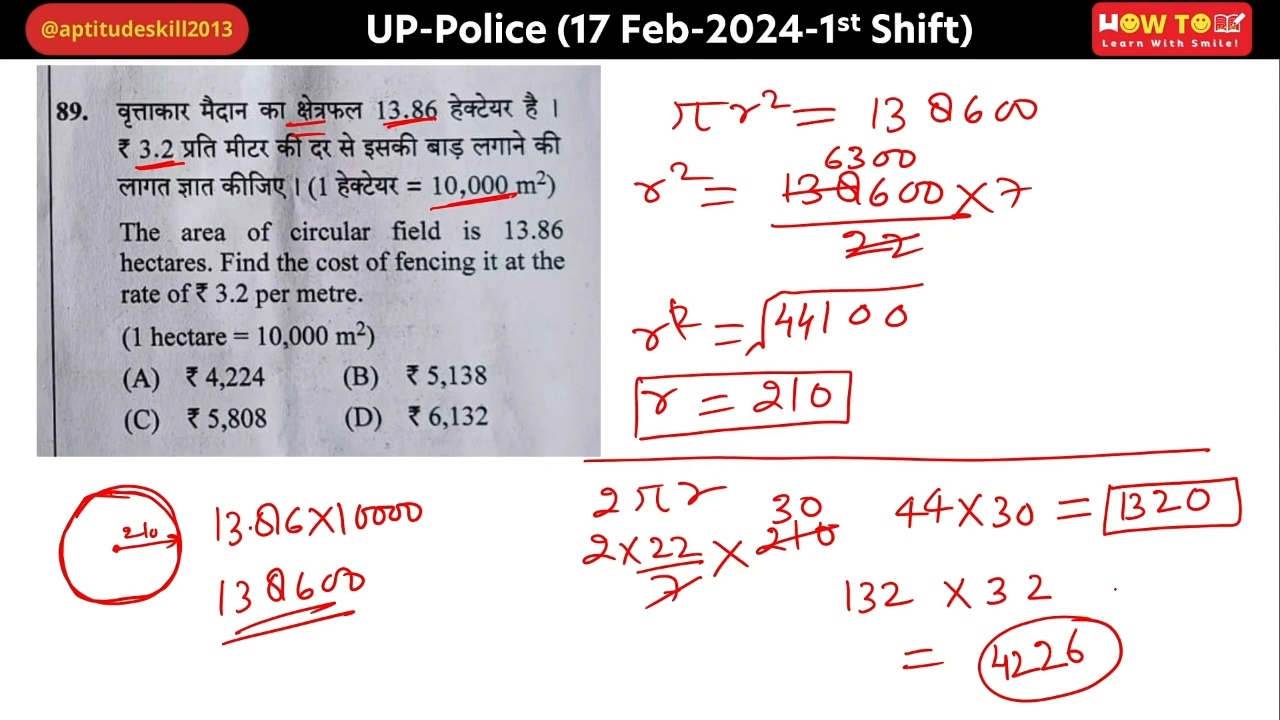 @aptitudeskill2013
UP-Police (17 Feb-2024-1st Shift)
HOW TO
Learn With Smile!
89. वृत्ताकार मैदान का क्षेत्रफल 13.86 हेक्टेयर है ।
₹ 3.2 प्रति मीटर की दर से इसकी बाड़ लगाने की
लागत ज्ञात कीजिए। (1 हेक्टेयर = 10,000 m²)
The area of circular field is 13.86
hectares. Find the cost of fencing it at the
rate of ₹ 3.2 per metre.
(1 hectare = 10,000 m²)
(A) ₹ 4,224 (B) ₹ 5,138
(C) ₹ 5,808 (D) ₹ 6,132
πr² = 138600
6300
r² = 138600 × 7
22
r² = √44100
r = 210
210
13.86×10000
138600
2πr
30
2 × 22 × 210
7
44 × 30 = 1320
132 × 32
= 4226